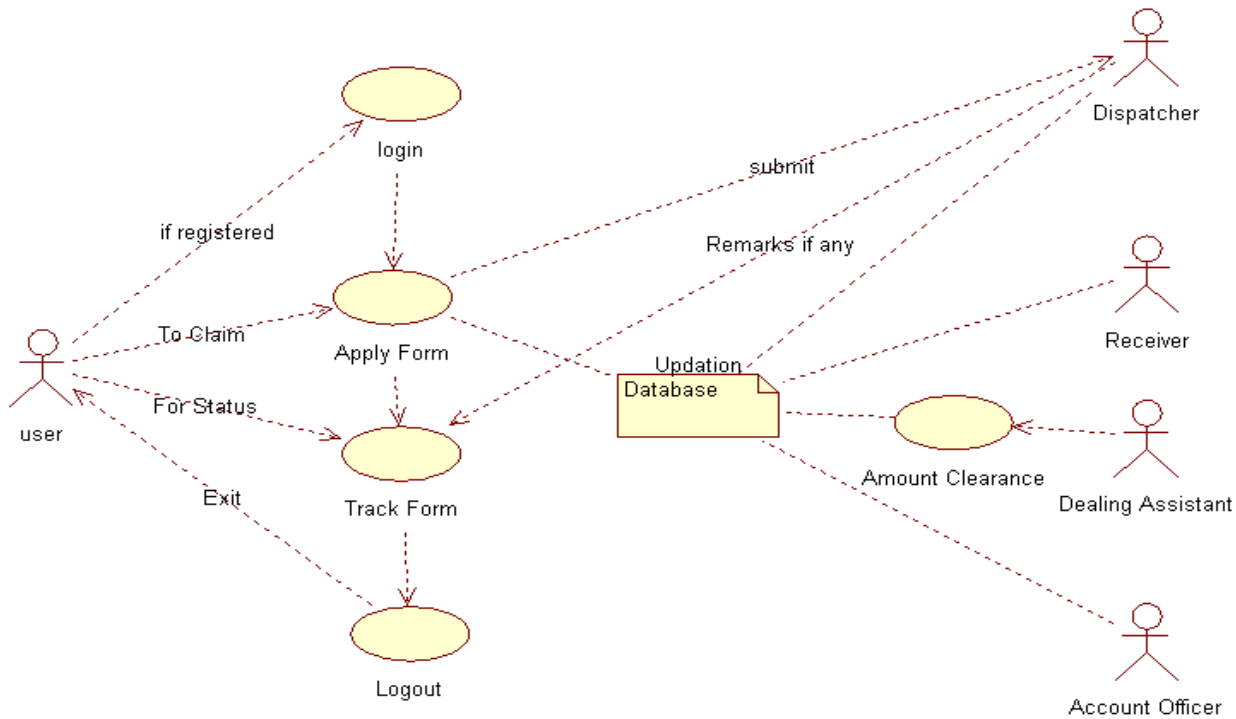 Dispatcher
login
submit
if registered
Remarks if any
To Claim
Apply Form
Receiver
Updation
Database
For Status
user
Amount Clearance
Exit
Track Form
Dealing Assistant
Logout
Account Officer